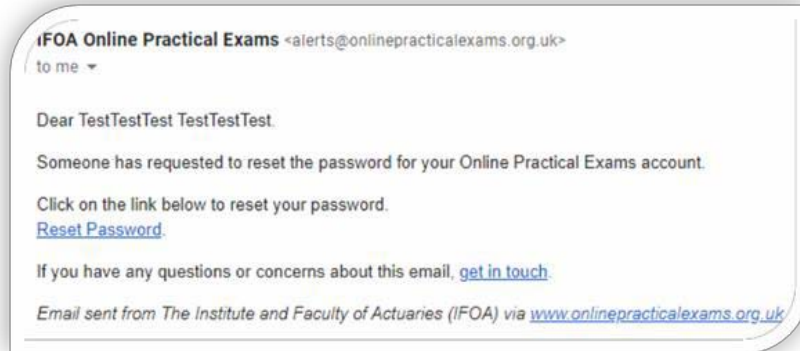 IFOA Online Practical Exams <alerts@onlinepracticalexams.org.uk>
to me
Dear TestTestTest TestTestTest.
Someone has requested to reset the password for your Online Practical Exams account.
Click on the link below to reset your password.
Reset Password.
If you have any questions or concerns about this email, get in touch.
Email sent from The Institute and Faculty of Actuaries (IFOA) via www.onlinepracticalexams.org.uk